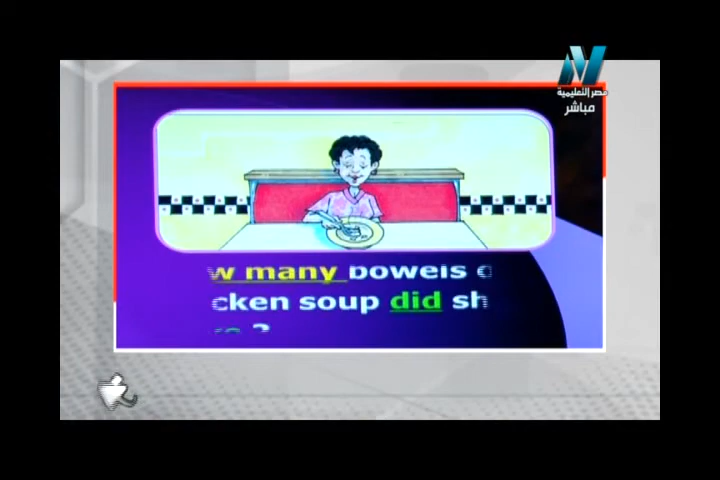 مصر التعليمية
مباشر
w many bowels
cken soup did sh
?